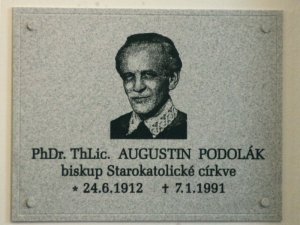 PhDr. ThLic. AUGUSTIN PODOLÁK
biskup Starokatolické církve
* 24.6.1912 † 7.1.1991